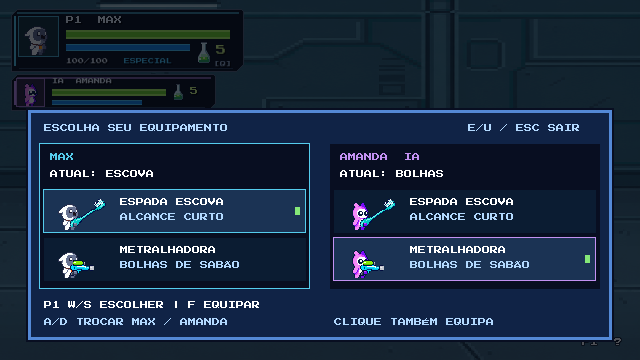 P1 MAX
5
100/100 ESPECIAL [Q]
IA AMANDA
5
ESCOLHA SEU EQUIPAMENTO
E/U / ESC SAIR
MAX
ATUAL: ESCOVA
ESPADA ESCOVA
ALCANCE CURTO
METRALHADORA
BOLHAS DE SABÃO
AMANDA IA
ATUAL: BOLHAS
ESPADA ESCOVA
ALCANCE CURTO
METRALHADORA
BOLHAS DE SABÃO
P1 W/S ESCOLHER | F EQUIPAR
A/D TROCAR MAX / AMANDA
CLIQUE TAMBéM EQUIPA